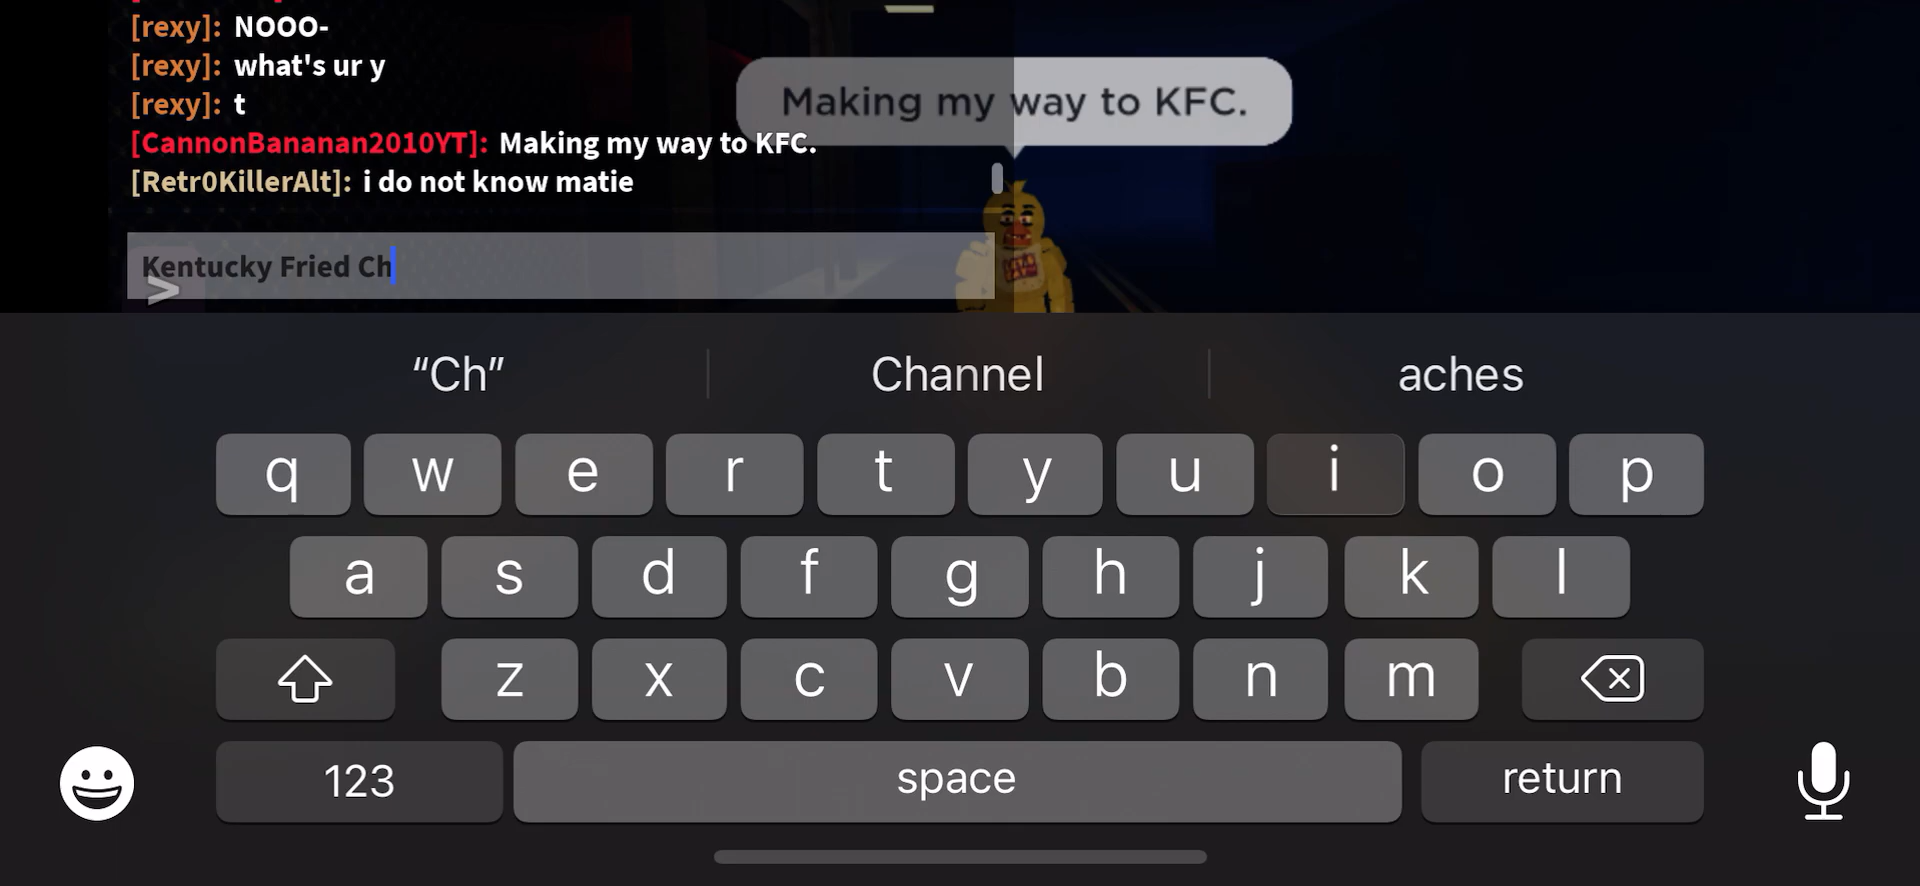 [rexy]: NOOO-
[rexy]: what's ur y
[rexy]: t
Making my way to KFC.
[CannonBananan2010YT]: Making my way to KFC.
[Retr0KillerAlt]: i do not know matie
Kentucky Fried Ch
>
“Ch” Channel aches
q w e r t y u i o p
a s d f g h j k l
z x c v b n m
123 space return